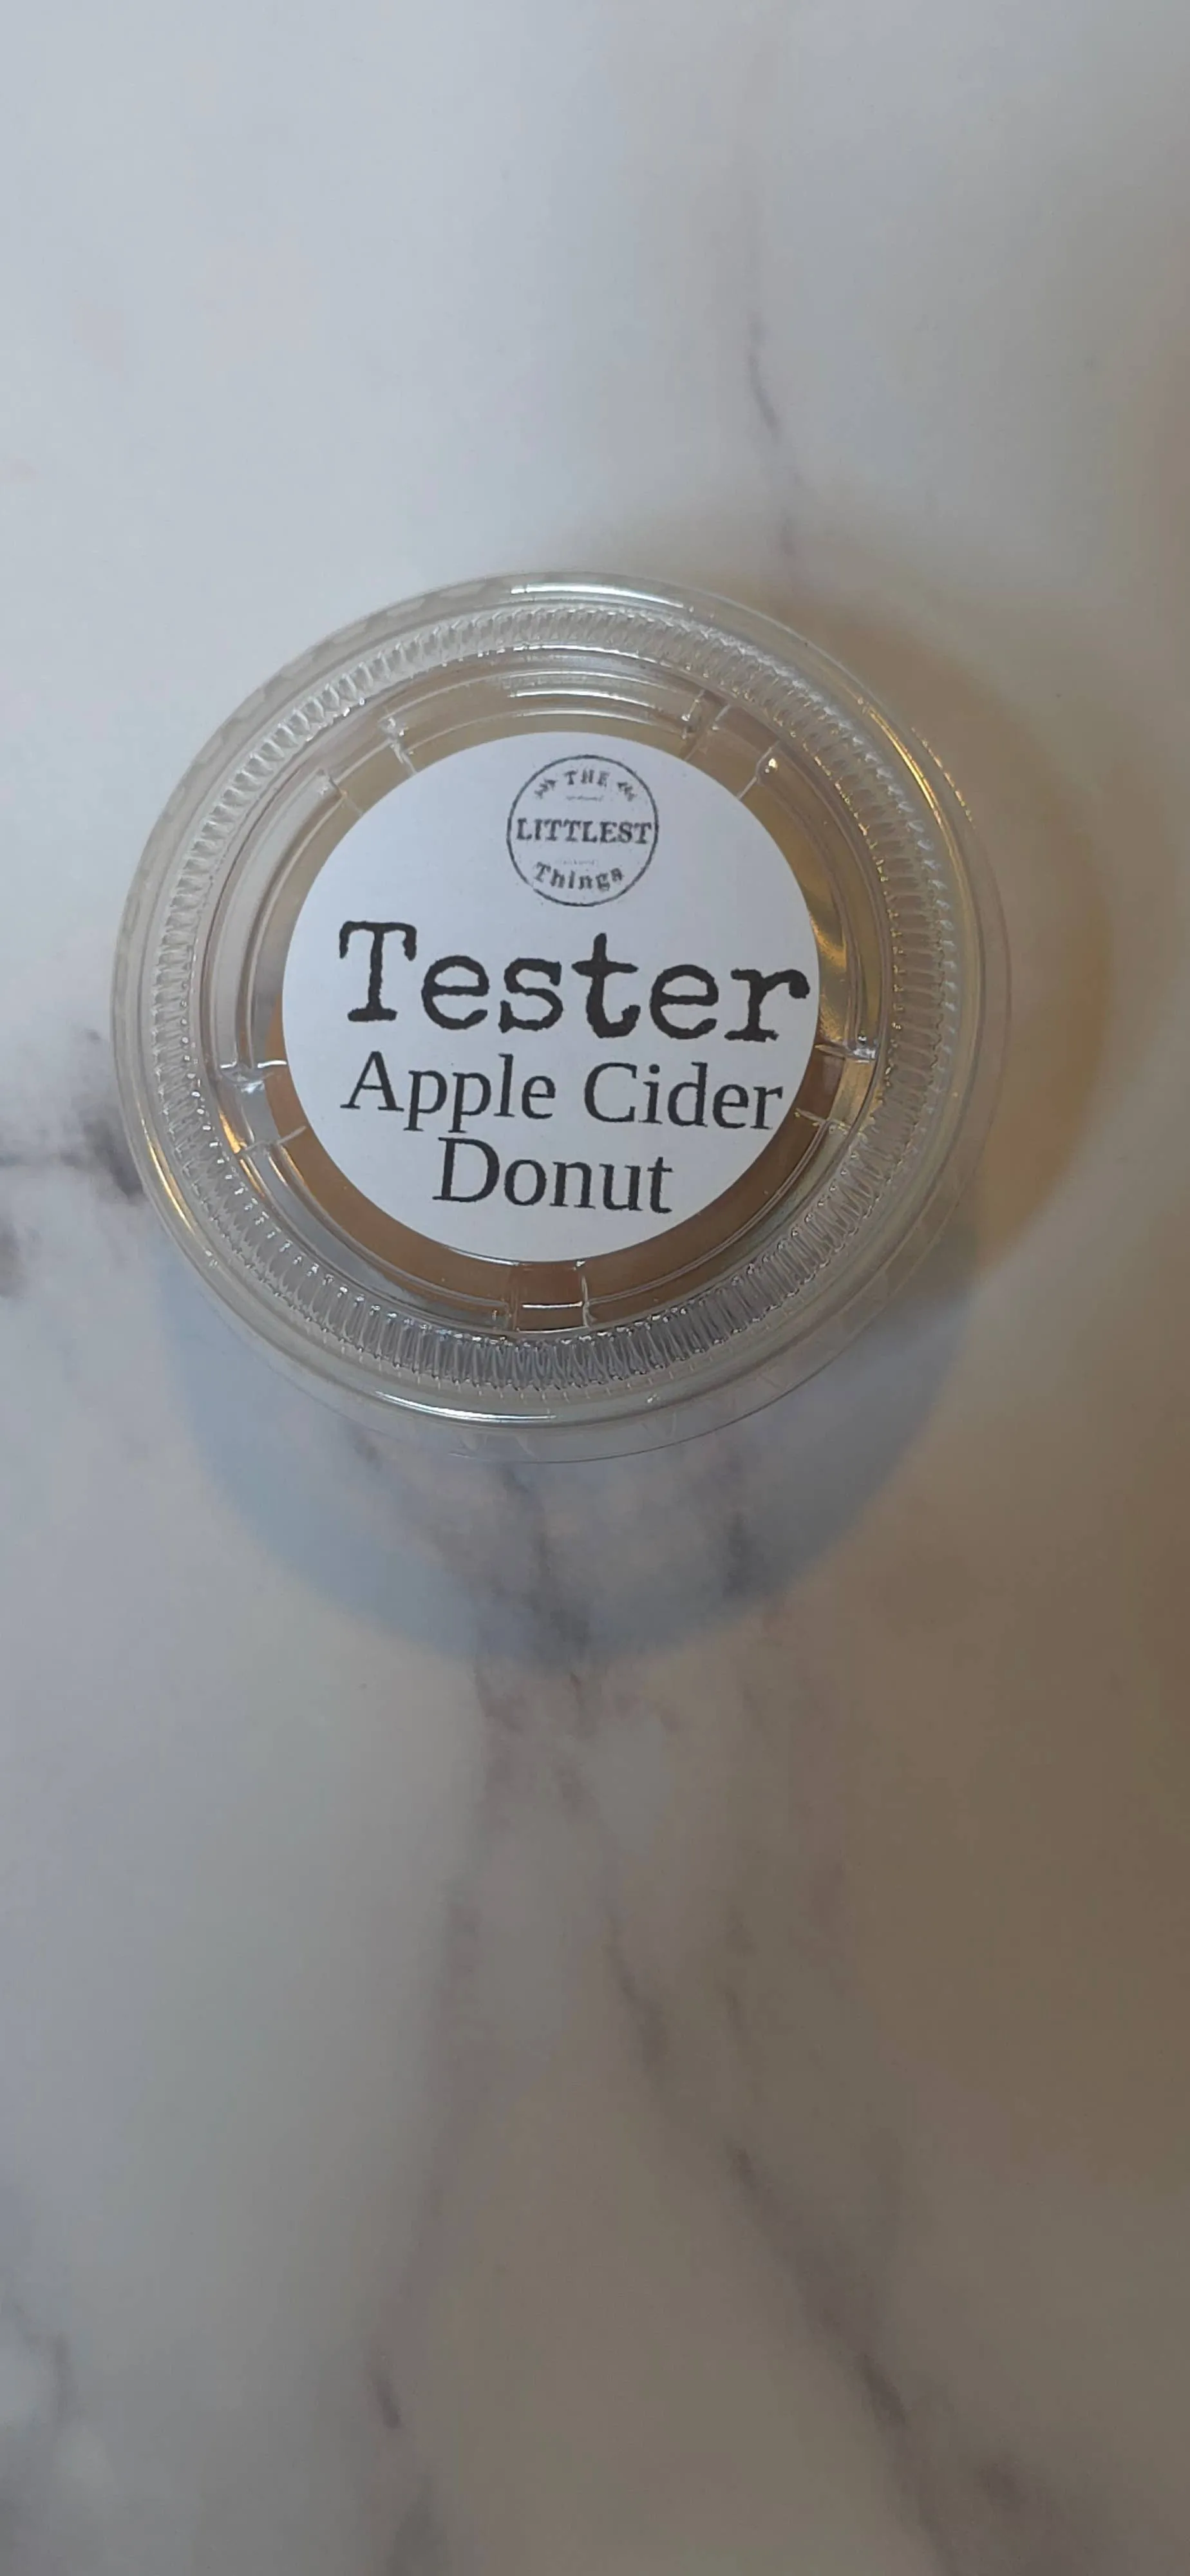 THE
LITTLEST
Things
Tester
Apple Cider
Donut